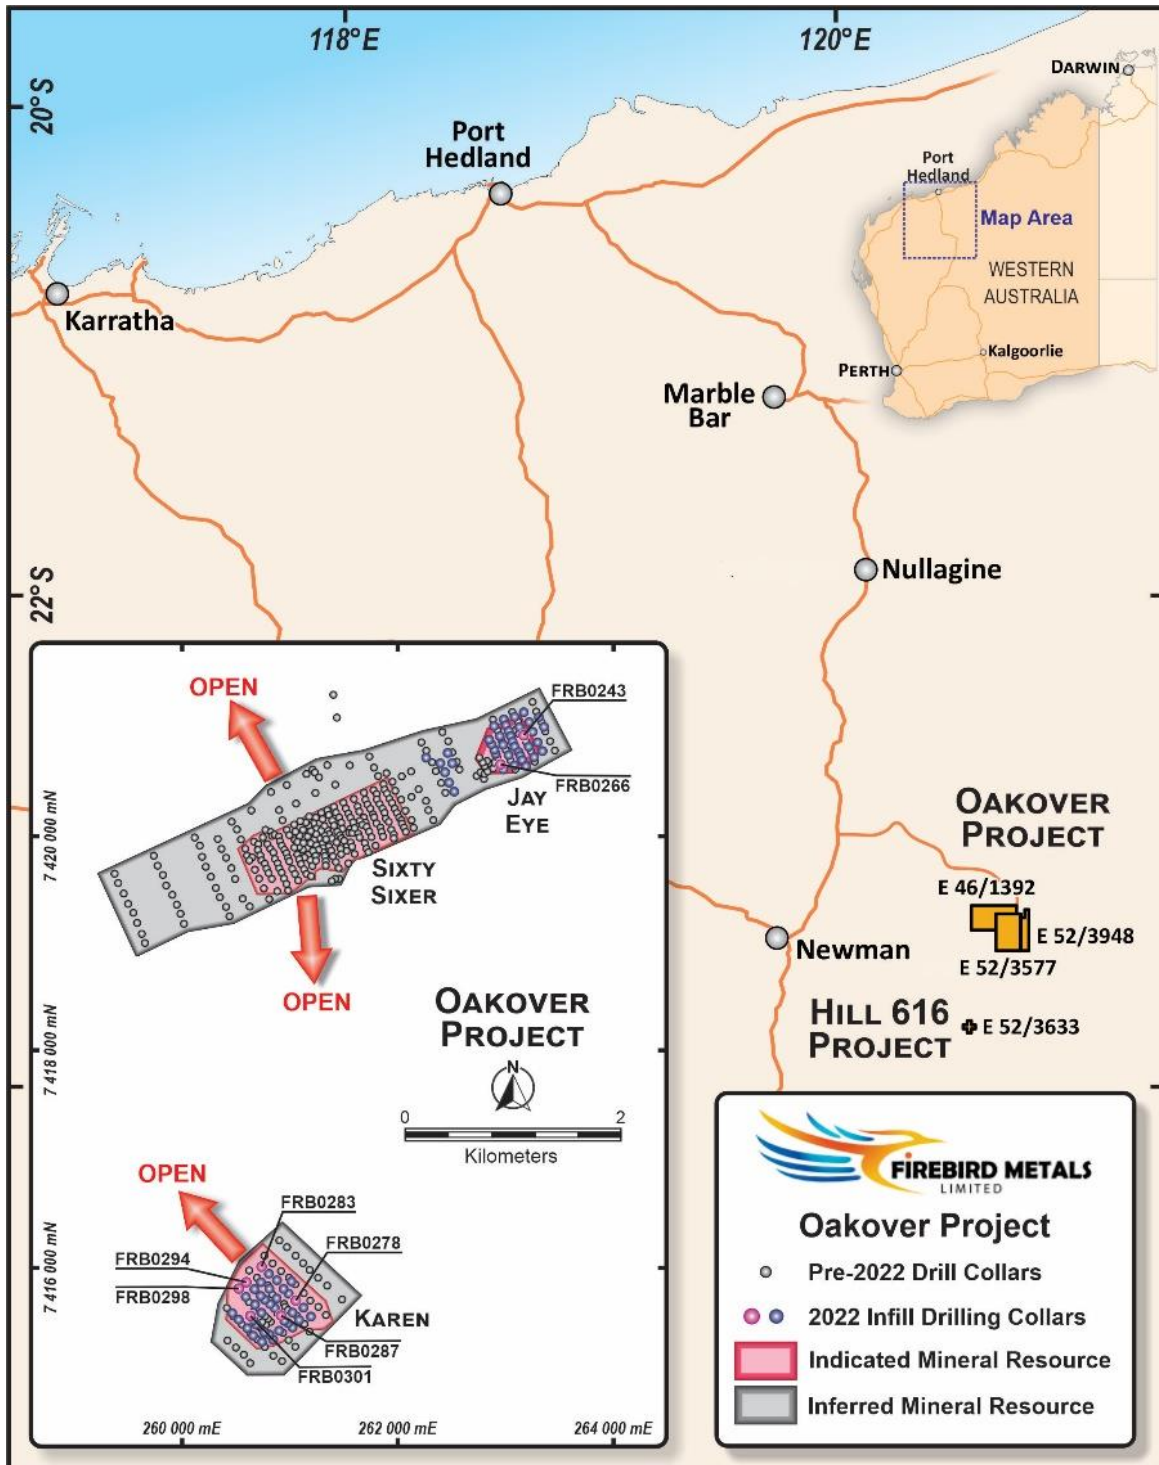 118°E
120°E
20°S
22°S
DARWIN
Port
Hedland
Map Area
WESTERN
AUSTRALIA
Kalgoorlie
PERTH
Port
Hedland
Karratha
Marble
Bar
Nullagine
OAKOVER
PROJECT
E 46/1392
E 52/3948
E 52/3577
Newman
HILL 616
PROJECT
E 52/3633
OPEN
FRB0243
FRB0266
JAY
EYE
SIXTY
SIXER
OPEN
7 420 000 mN
7 418 000 mN
7 416 000 mN
OAKOVER
PROJECT
N
0 2
Kilometers
OPEN
FRB0283
FRB0278
FRB0294
FRB0298
KAREN
FRB0287
FRB0301
260 000 mE
262 000 mE
264 000 mE
FIREBIRD METALS
LIMITED
Oakover Project
Pre-2022 Drill Collars
2022 Infill Drilling Collars
Indicated Mineral Resource
Inferred Mineral Resource